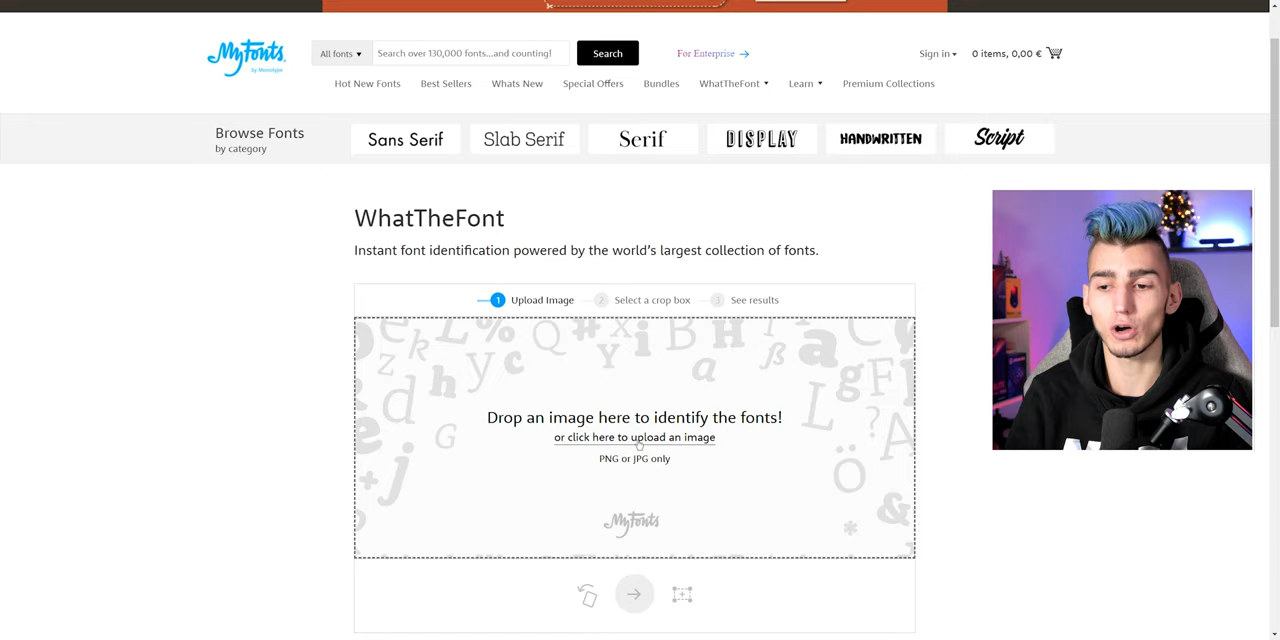 MyFonts
by Monotype
All fonts
Search over 130,000 fonts...and counting!
Search
For Enterprise
Sign in
0 items, 0,00 €
Hot New Fonts
Best Sellers
Whats New
Special Offers
Bundles
WhatTheFont
Learn
Premium Collections
Browse Fonts
by category
Sans Serif
Slab Serif
Serif
DISPLAY
HANDWRITTEN
Script
WhatTheFont
Instant font identification powered by the world's largest collection of fonts.
1 Upload Image
2 Select a crop box
3 See results
Drop an image here to identify the fonts!
or click here to upload an image
PNG or JPG only
MyFonts